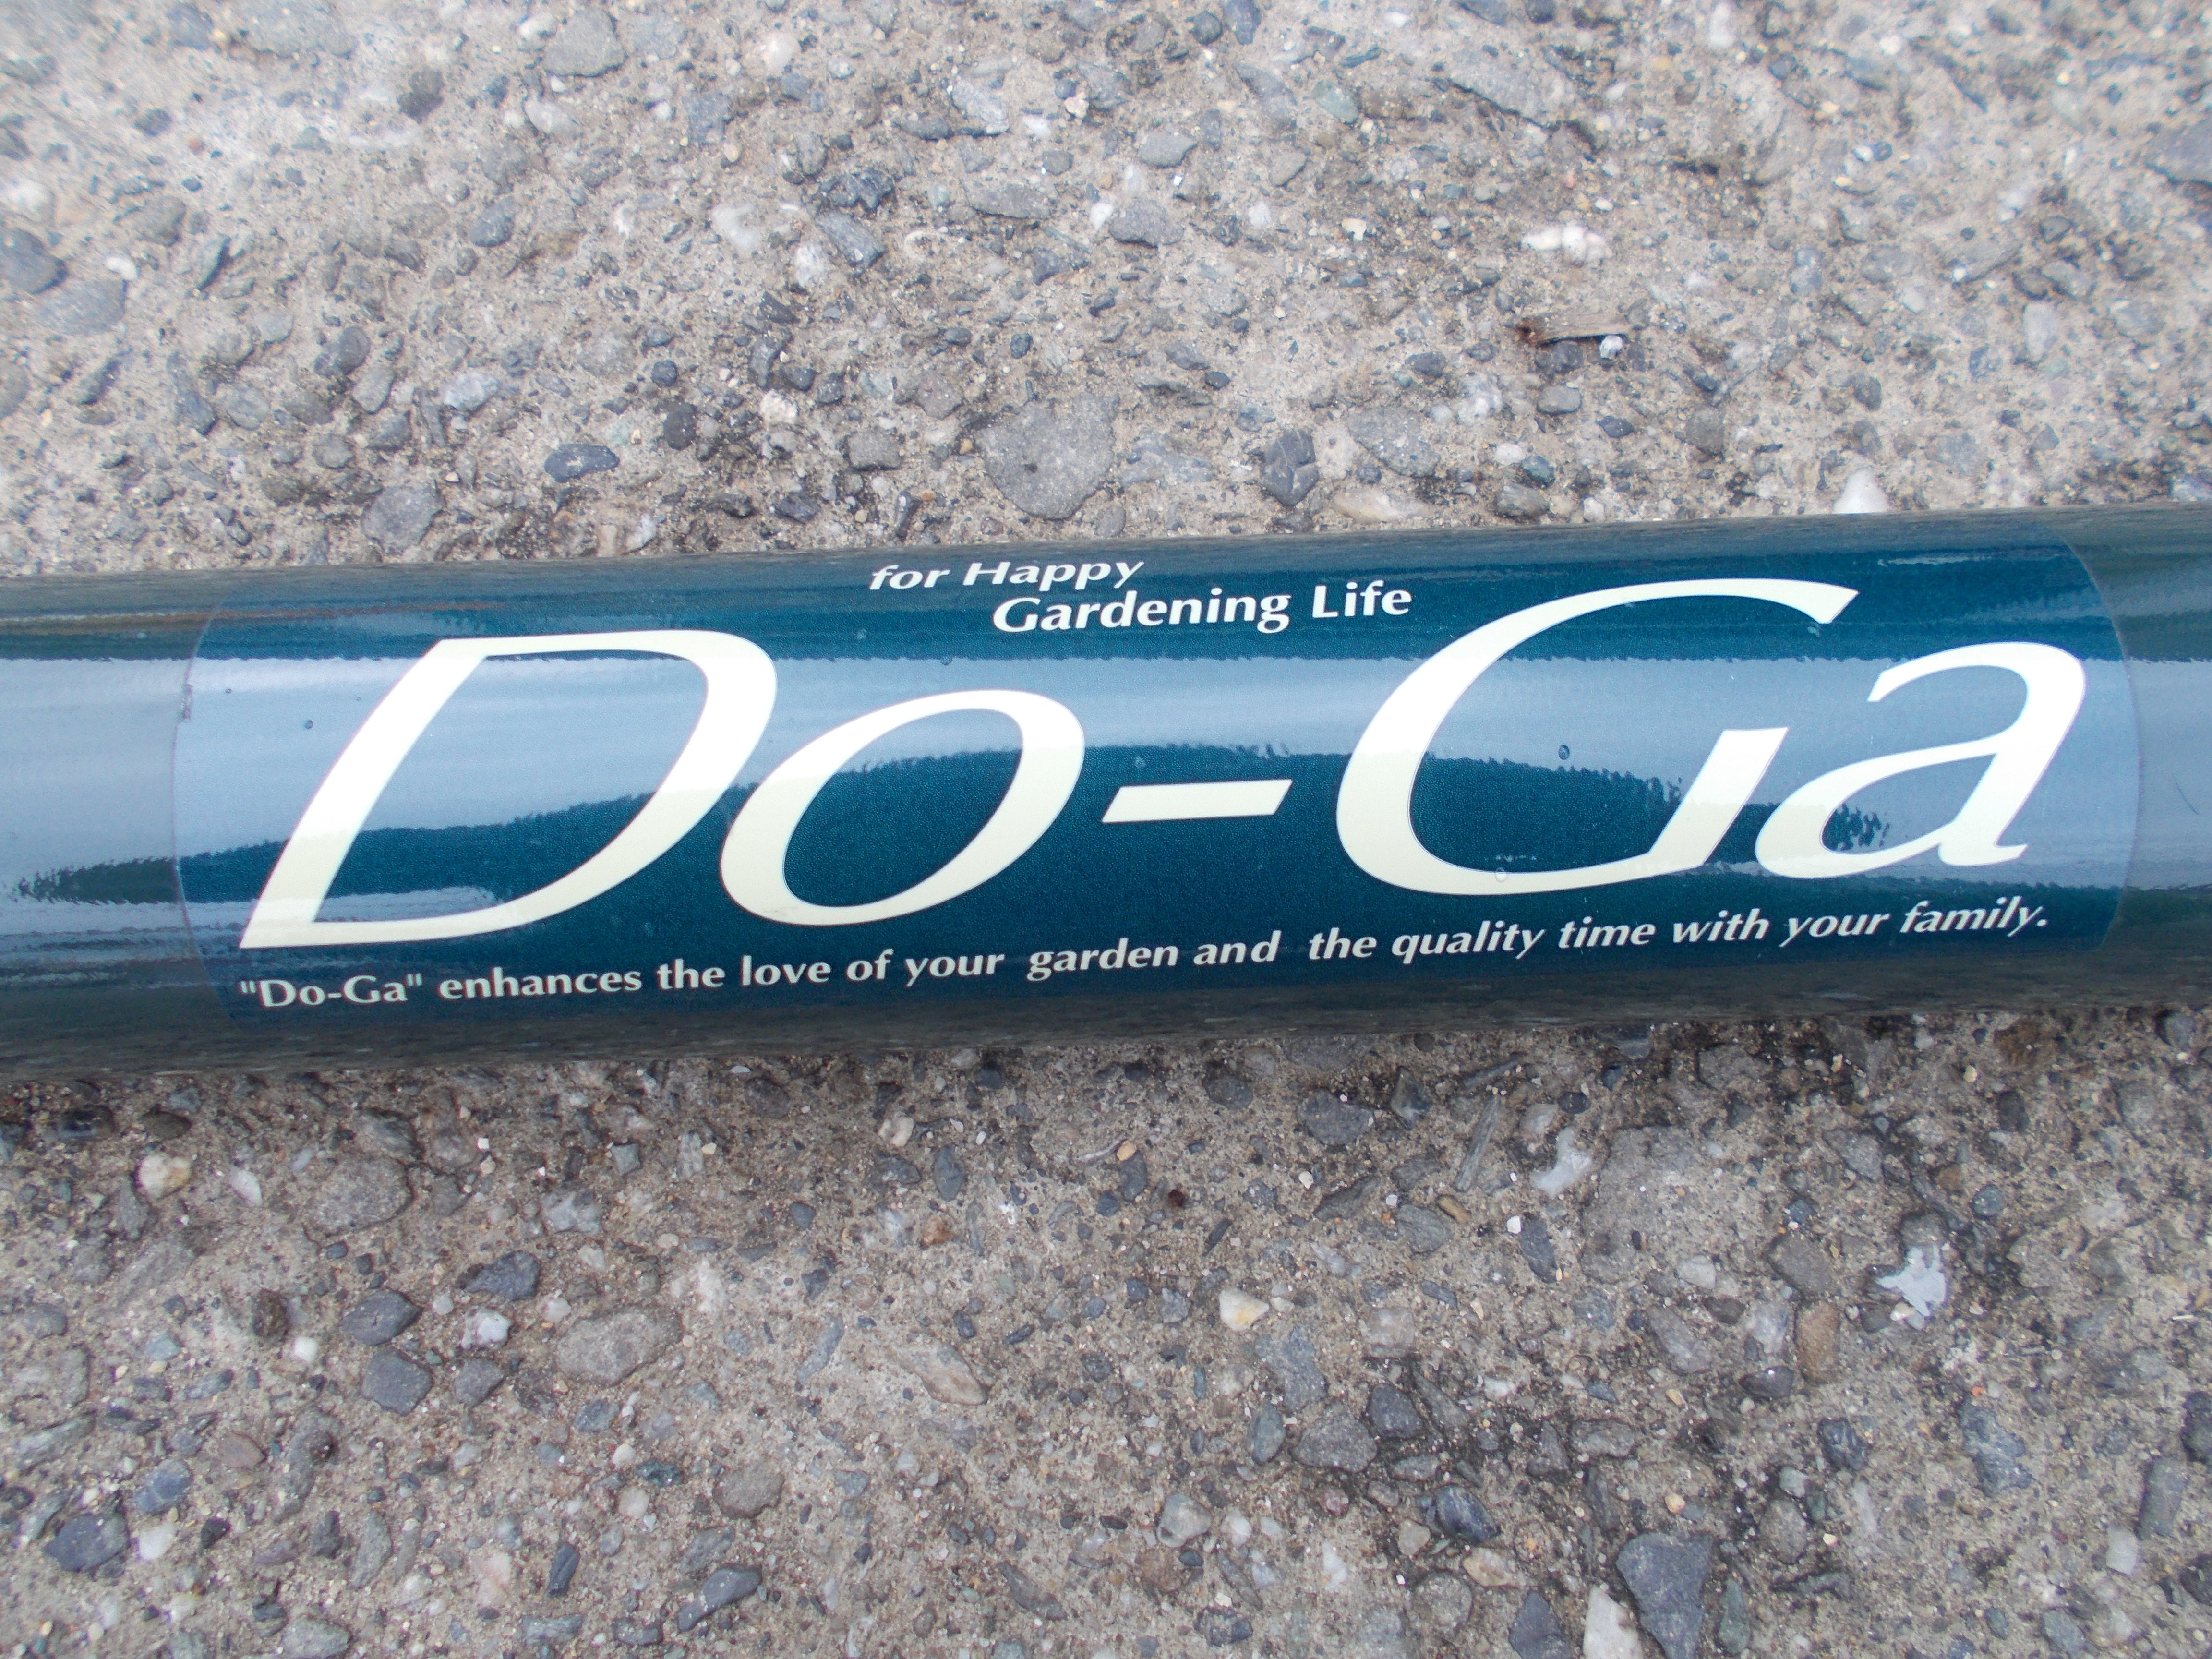 for Happy
Gardening Life
Do-Ga
"Do-Ga" enhances the love of your garden and the quality time with your family.